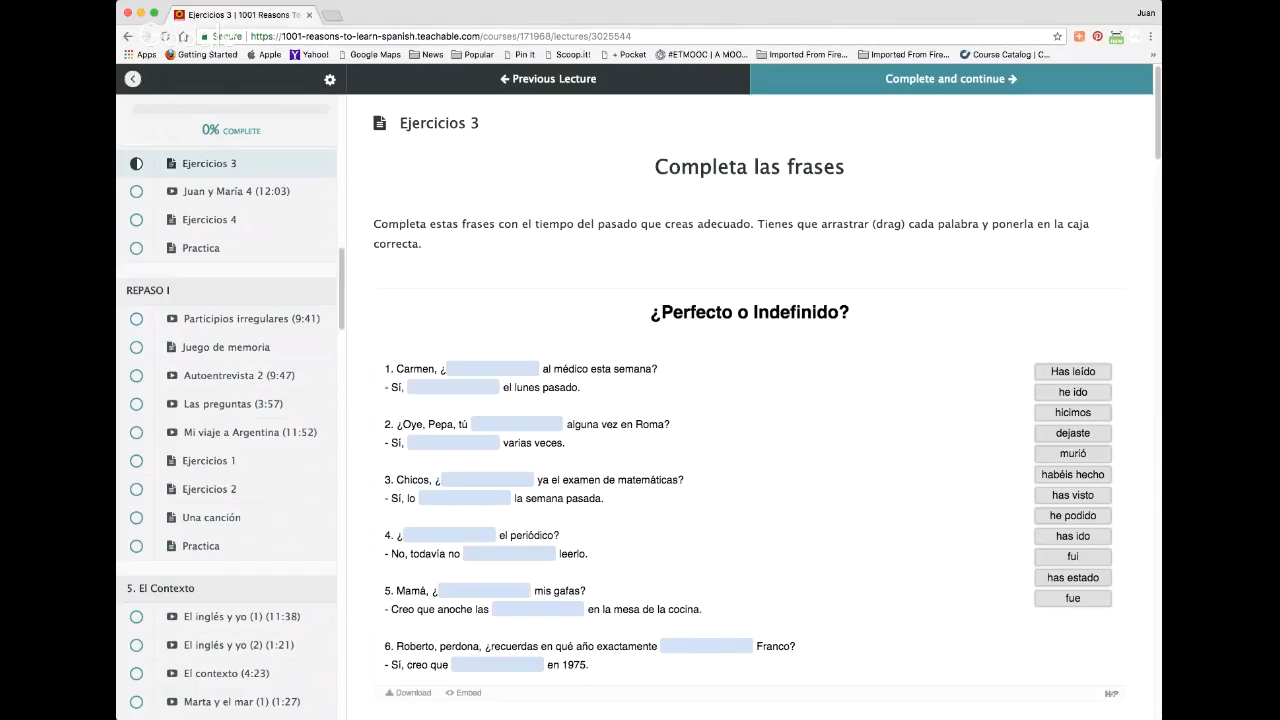 Ejercicios 3 | 1001 Reasons To
Juan
Secure https://1001-reasons-to-learn-spanish.teachable.com/courses/171968/lectures/3025544
Apps Getting Started Apple Yahoo! Google Maps News Popular Pin It Scoop.it! + Pocket #ETMOOC | A MOO... Imported From Fire... Imported From Fire... Course Catalog | C... »
← Previous Lecture
Complete and continue →
0% COMPLETE
Ejercicios 3
Juan y María 4 (12:03)
Ejercicios 4
Practica
REPASO I
Participios irregulares (9:41)
Juego de memoria
Autoentrevista 2 (9:47)
Las preguntas (3:57)
Mi viaje a Argentina (11:52)
Ejercicios 1
Ejercicios 2
Una canción
Practica
5. El Contexto
El inglés y yo (1) (11:38)
El inglés y yo (2) (1:21)
El contexto (4:23)
Marta y el mar (1) (1:27)
Ejercicios 3
Completa las frases
Completa estas frases con el tiempo del pasado que creas adecuado. Tienes que arrastrar (drag) cada palabra y ponerla en la caja
correcta.
¿Perfecto o Indefinido?
1. Carmen, ¿ al médico esta semana?
- Sí, el lunes pasado.
2. ¿Oye, Pepa, tú alguna vez en Roma?
- Sí, varias veces.
3. Chicos, ¿ ya el examen de matemáticas?
- Sí, lo la semana pasada.
4. ¿ el periódico?
- No, todavía no leerlo.
5. Mamá, ¿ mis gafas?
- Creo que anoche las en la mesa de la cocina.
6. Roberto, perdona, ¿recuerdas en qué año exactamente Franco?
- Sí, creo que en 1975.
Has leído
he ido
hicimos
dejaste
murió
habéis hecho
has visto
he podido
has ido
fui
has estado
fue
Download <> Embed
H5P